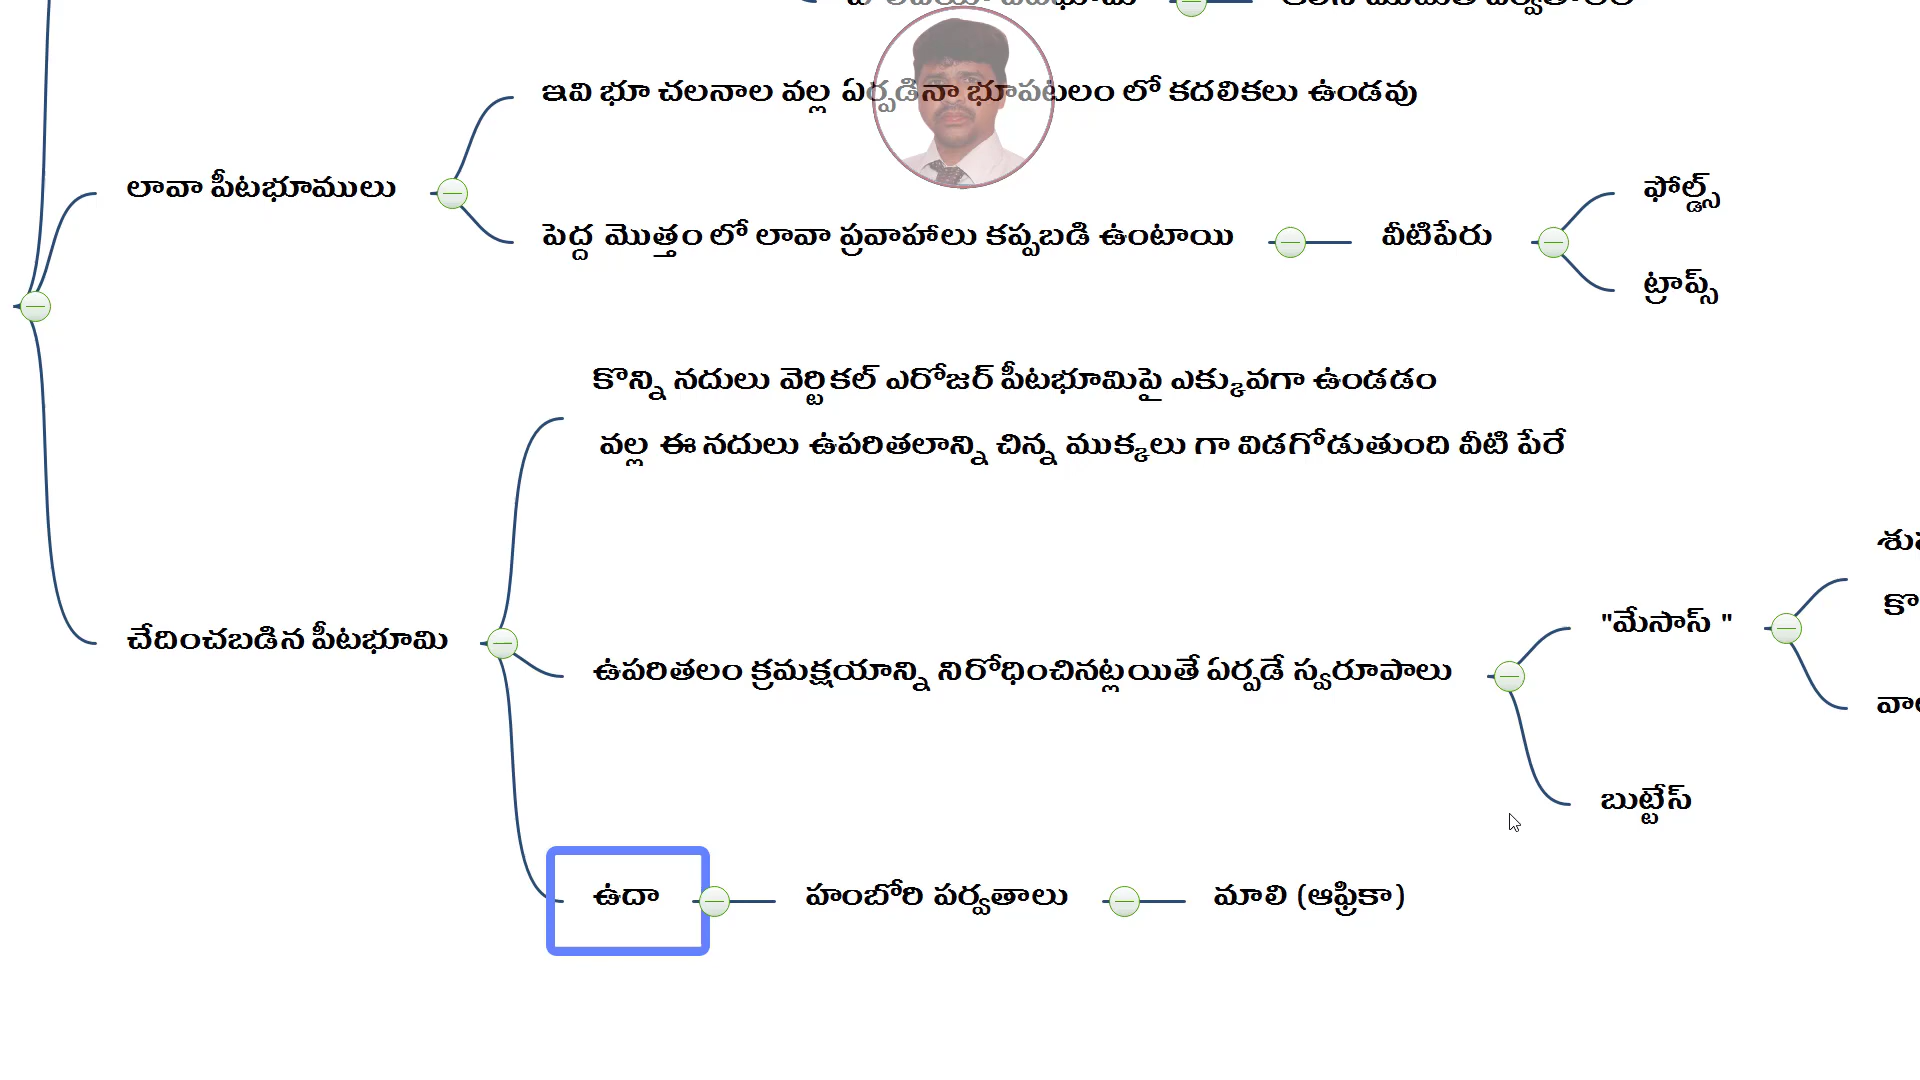 ఇవి భూ చలనాల వల్ల ఏర్పడినా భూపటలం లో కదలికలు ఉండవు
లావా పీటభూములు
ఫోల్డ్స్
పెద్ద మొత్తం లో లావా ప్రవాహాలు కప్పబడి ఉంటాయి
వీటిపేరు
ట్రాప్స్
కొన్ని నదులు వెర్టికల్ ఎరోజర్ పీటభూమిపై ఎక్కువగా ఉండడం
వల్ల ఈ నదులు ఉపరితలాన్ని చిన్న ముక్కలు గా విడగోడుతుంది వీటి పేరే
"మేసాస్ "
చేదించబడిన పీటభూమి
ఉపరితలం క్రమక్షయాన్ని నిరోధించినట్లయితే ఏర్పడే స్వరూపాలు
బుట్టేస్
ఉదా
హంబోరి పర్వతాలు
మాలి (ఆఫ్రికా)